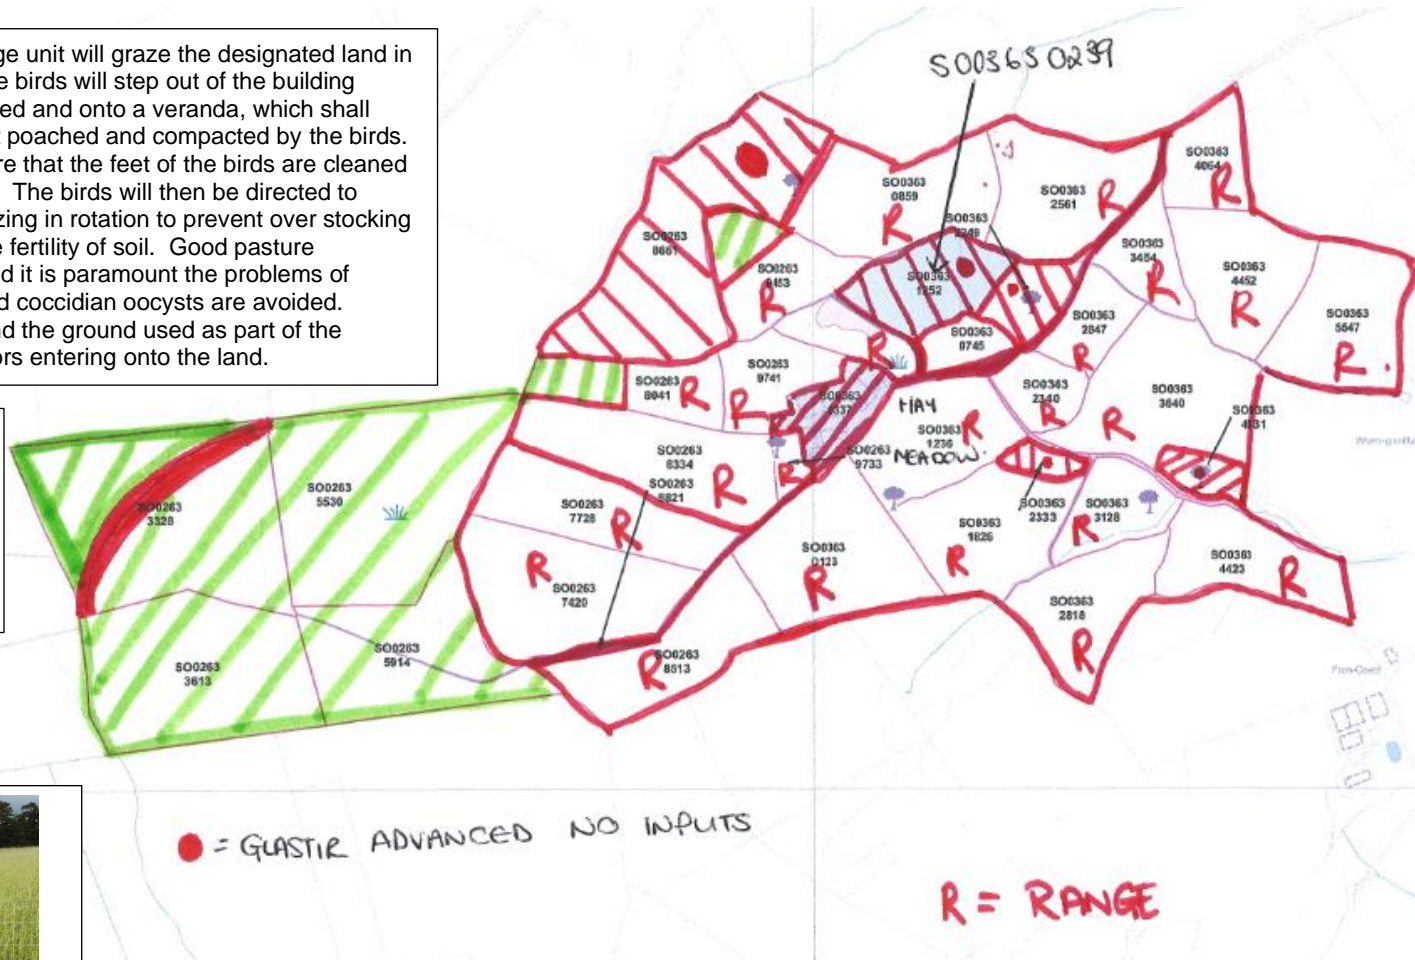 ge unit will graze the designated land in
e birds will step out of the building
ed and onto a veranda, which shall
t poached and compacted by the birds.
re that the feet of the birds are cleaned
The birds will then be directed to
zing in rotation to prevent over stocking
e fertility of soil. Good pasture
d it is paramount the problems of
d coccidian oocysts are avoided.
nd the ground used as part of the
ors entering onto the land.
SO0363 0239
SO0363
4064
R
SO0363
0859
R
SO0363
2561
R
SO0363
SO0263
8661
SO0363
1252
SO0363
3454
R
SO0363
4452
R
SO0263
9453
R
SO0363
5547
R
SO0363
2847
R
SO0363
0745
R
SO0263
9741
R
SO0263
8041
R
SO0363
2340
R
SO0363
3640
R
SO0363
4631
HAY
SO0363
1236
R
MEADOW
SO0263
9733
R
SO0263
8334
R
SO0263
8821
SO0263
7728
R
SO0263
3328
SO0263
5530
SO0363
2333
SO0363
3128
R
SO0363
1826
R
SO0363
0123
R
SO0363
4423
R
R
SO0263
7420
SO0363
2818
R
SO0263
3613
SO0263
5914
SO0263
8513
R
= GLASTIR ADVANCED NO INPUTS
R = RANGE